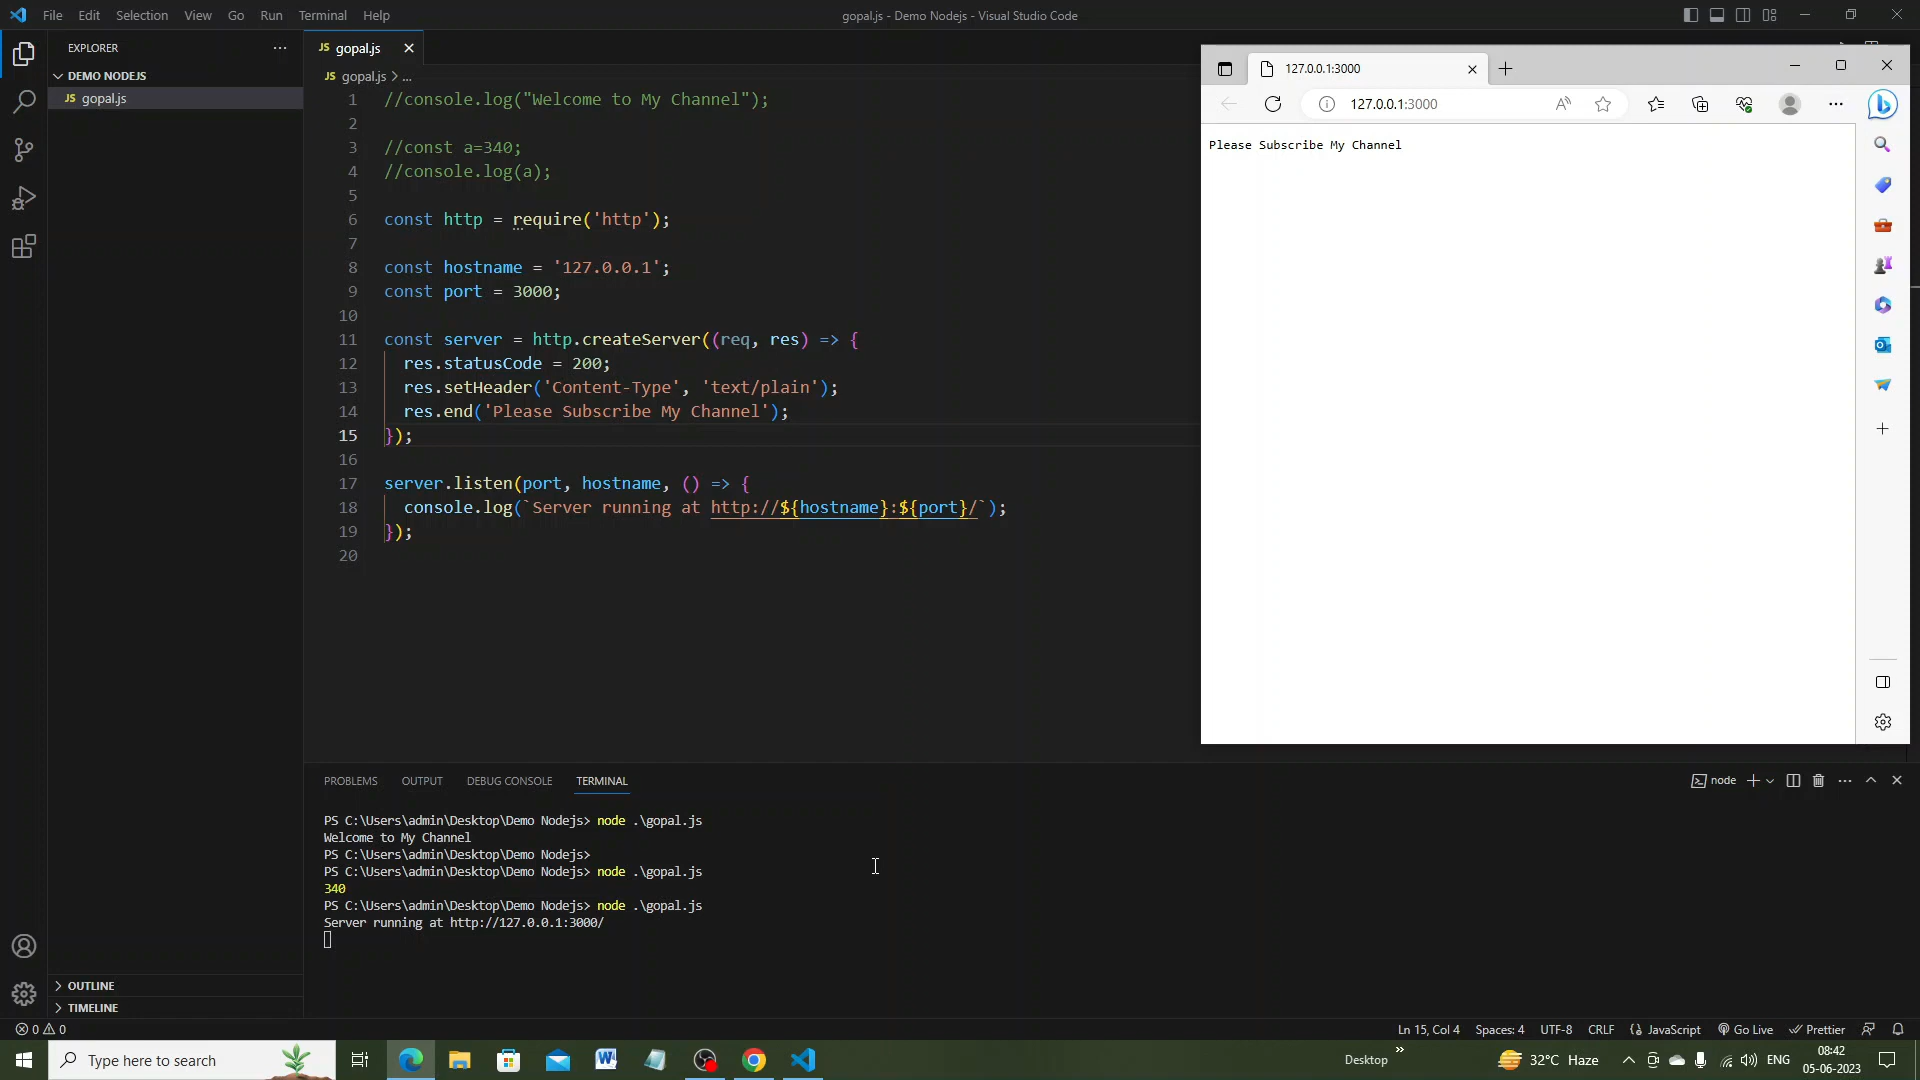 File Edit Selection View Go Run Terminal Help
gopal.js - Demo Nodejs - Visual Studio Code
EXPLORER
DEMO NODEJS
JS gopal.js
OUTLINE
TIMELINE
JS gopal.js
JS gopal.js > ...
1 //console.log("Welcome to My Channel");
2
3 //const a=340;
4 //console.log(a);
5
6 const http = require('http');
7
8 const hostname = '127.0.0.1';
9 const port = 3000;
10
11 const server = http.createServer((req, res) => {
12 res.statusCode = 200;
13 res.setHeader('Content-Type', 'text/plain');
14 res.end('Please Subscribe My Channel');
15 });
16
17 server.listen(port, hostname, () => {
18 console.log(`Server running at http://${hostname}:${port}/`);
19 });
20
127.0.0.1:3000
127.0.0.1:3000
Please Subscribe My Channel
PROBLEMS OUTPUT DEBUG CONSOLE TERMINAL
node
PS C:\Users\admin\Desktop\Demo Nodejs> node .\gopal.js
Welcome to My Channel
PS C:\Users\admin\Desktop\Demo Nodejs>
PS C:\Users\admin\Desktop\Demo Nodejs> node .\gopal.js
340
PS C:\Users\admin\Desktop\Demo Nodejs> node .\gopal.js
Server running at http://127.0.0.1:3000/
0 0
Ln 15, Col 4 Spaces: 4 UTF-8 CRLF {} JavaScript Go Live Prettier
Type here to search
Desktop
32°C Haze
ENG
08:42
05-06-2023